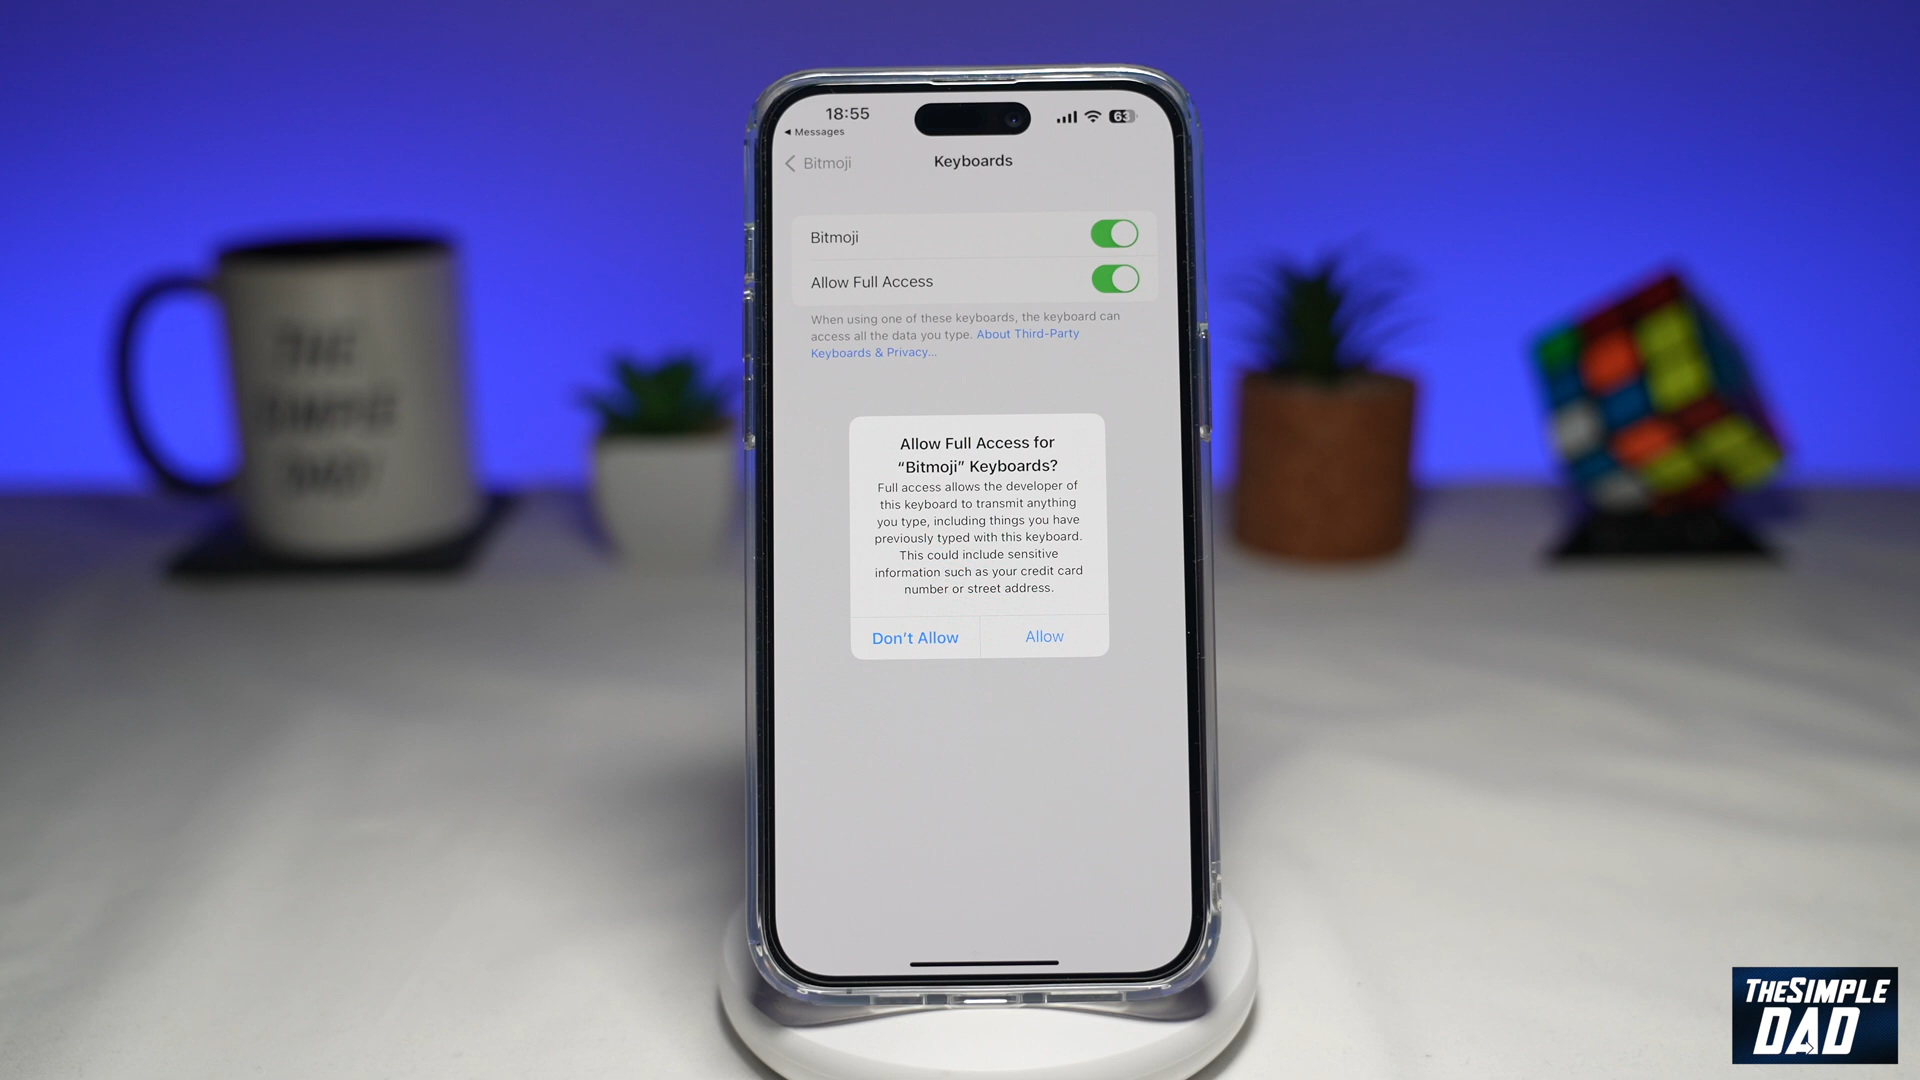 18:55
63
◀ Messages
Bitmoji
Keyboards
Bitmoji
Allow Full Access
When using one of these keyboards, the keyboard can
access all the data you type. About Third-Party
Keyboards & Privacy...
Allow Full Access for
“Bitmoji” Keyboards?
Full access allows the developer of
this keyboard to transmit anything
you type, including things you have
previously typed with this keyboard.
This could include sensitive
information such as your credit card
number or street address.
Don’t Allow
Allow
THE
SIMPLE
DAD
THESIMPLE
DAD